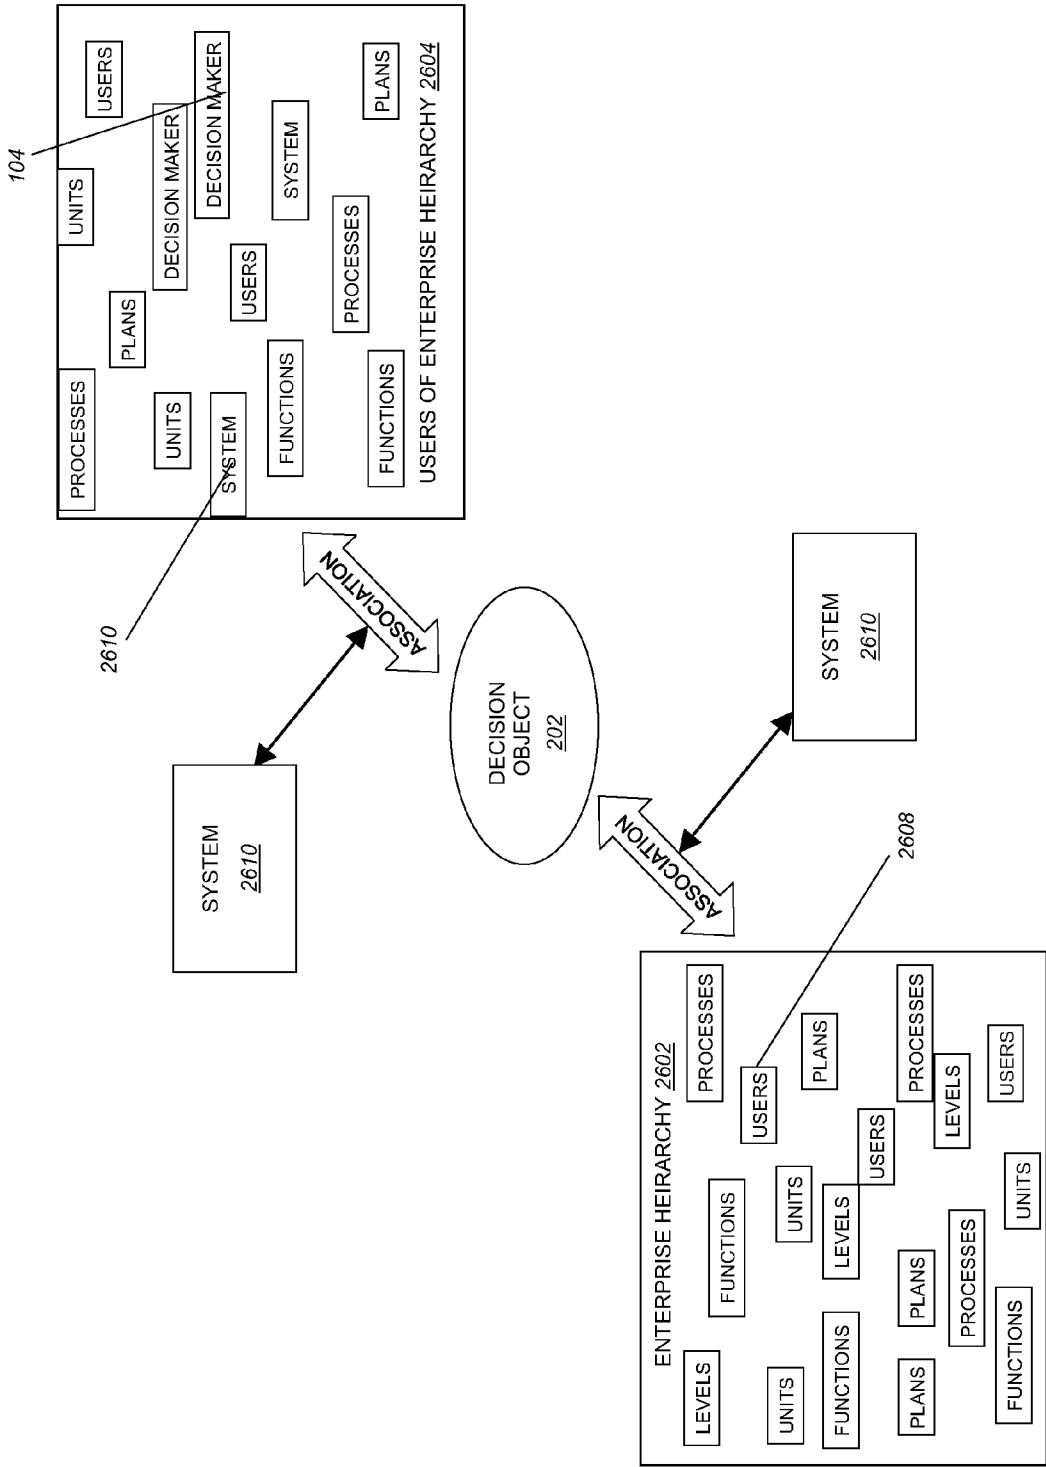 104
PROCESSES
UNITS
USERS
PLANS
2610
UNITS
DECISION MAKER
DECISION MAKER
SYSTEM
USERS
FUNCTIONS
SYSTEM
PROCESSES
FUNCTIONS
PLANS
USERS OF ENTERPRISE HEIRARCHY 2604
SYSTEM
2610
ASSOCIATION
DECISION
OBJECT
202
ASSOCIATION
SYSTEM
2610
2608
ENTERPRISE HEIRARCHY 2602
LEVELS
FUNCTIONS
PROCESSES
USERS
UNITS
UNITS
PLANS
FUNCTIONS
LEVELS
USERS
PLANS
PLANS
PROCESSES
LEVELS
PROCESSES
FUNCTIONS
UNITS
USERS